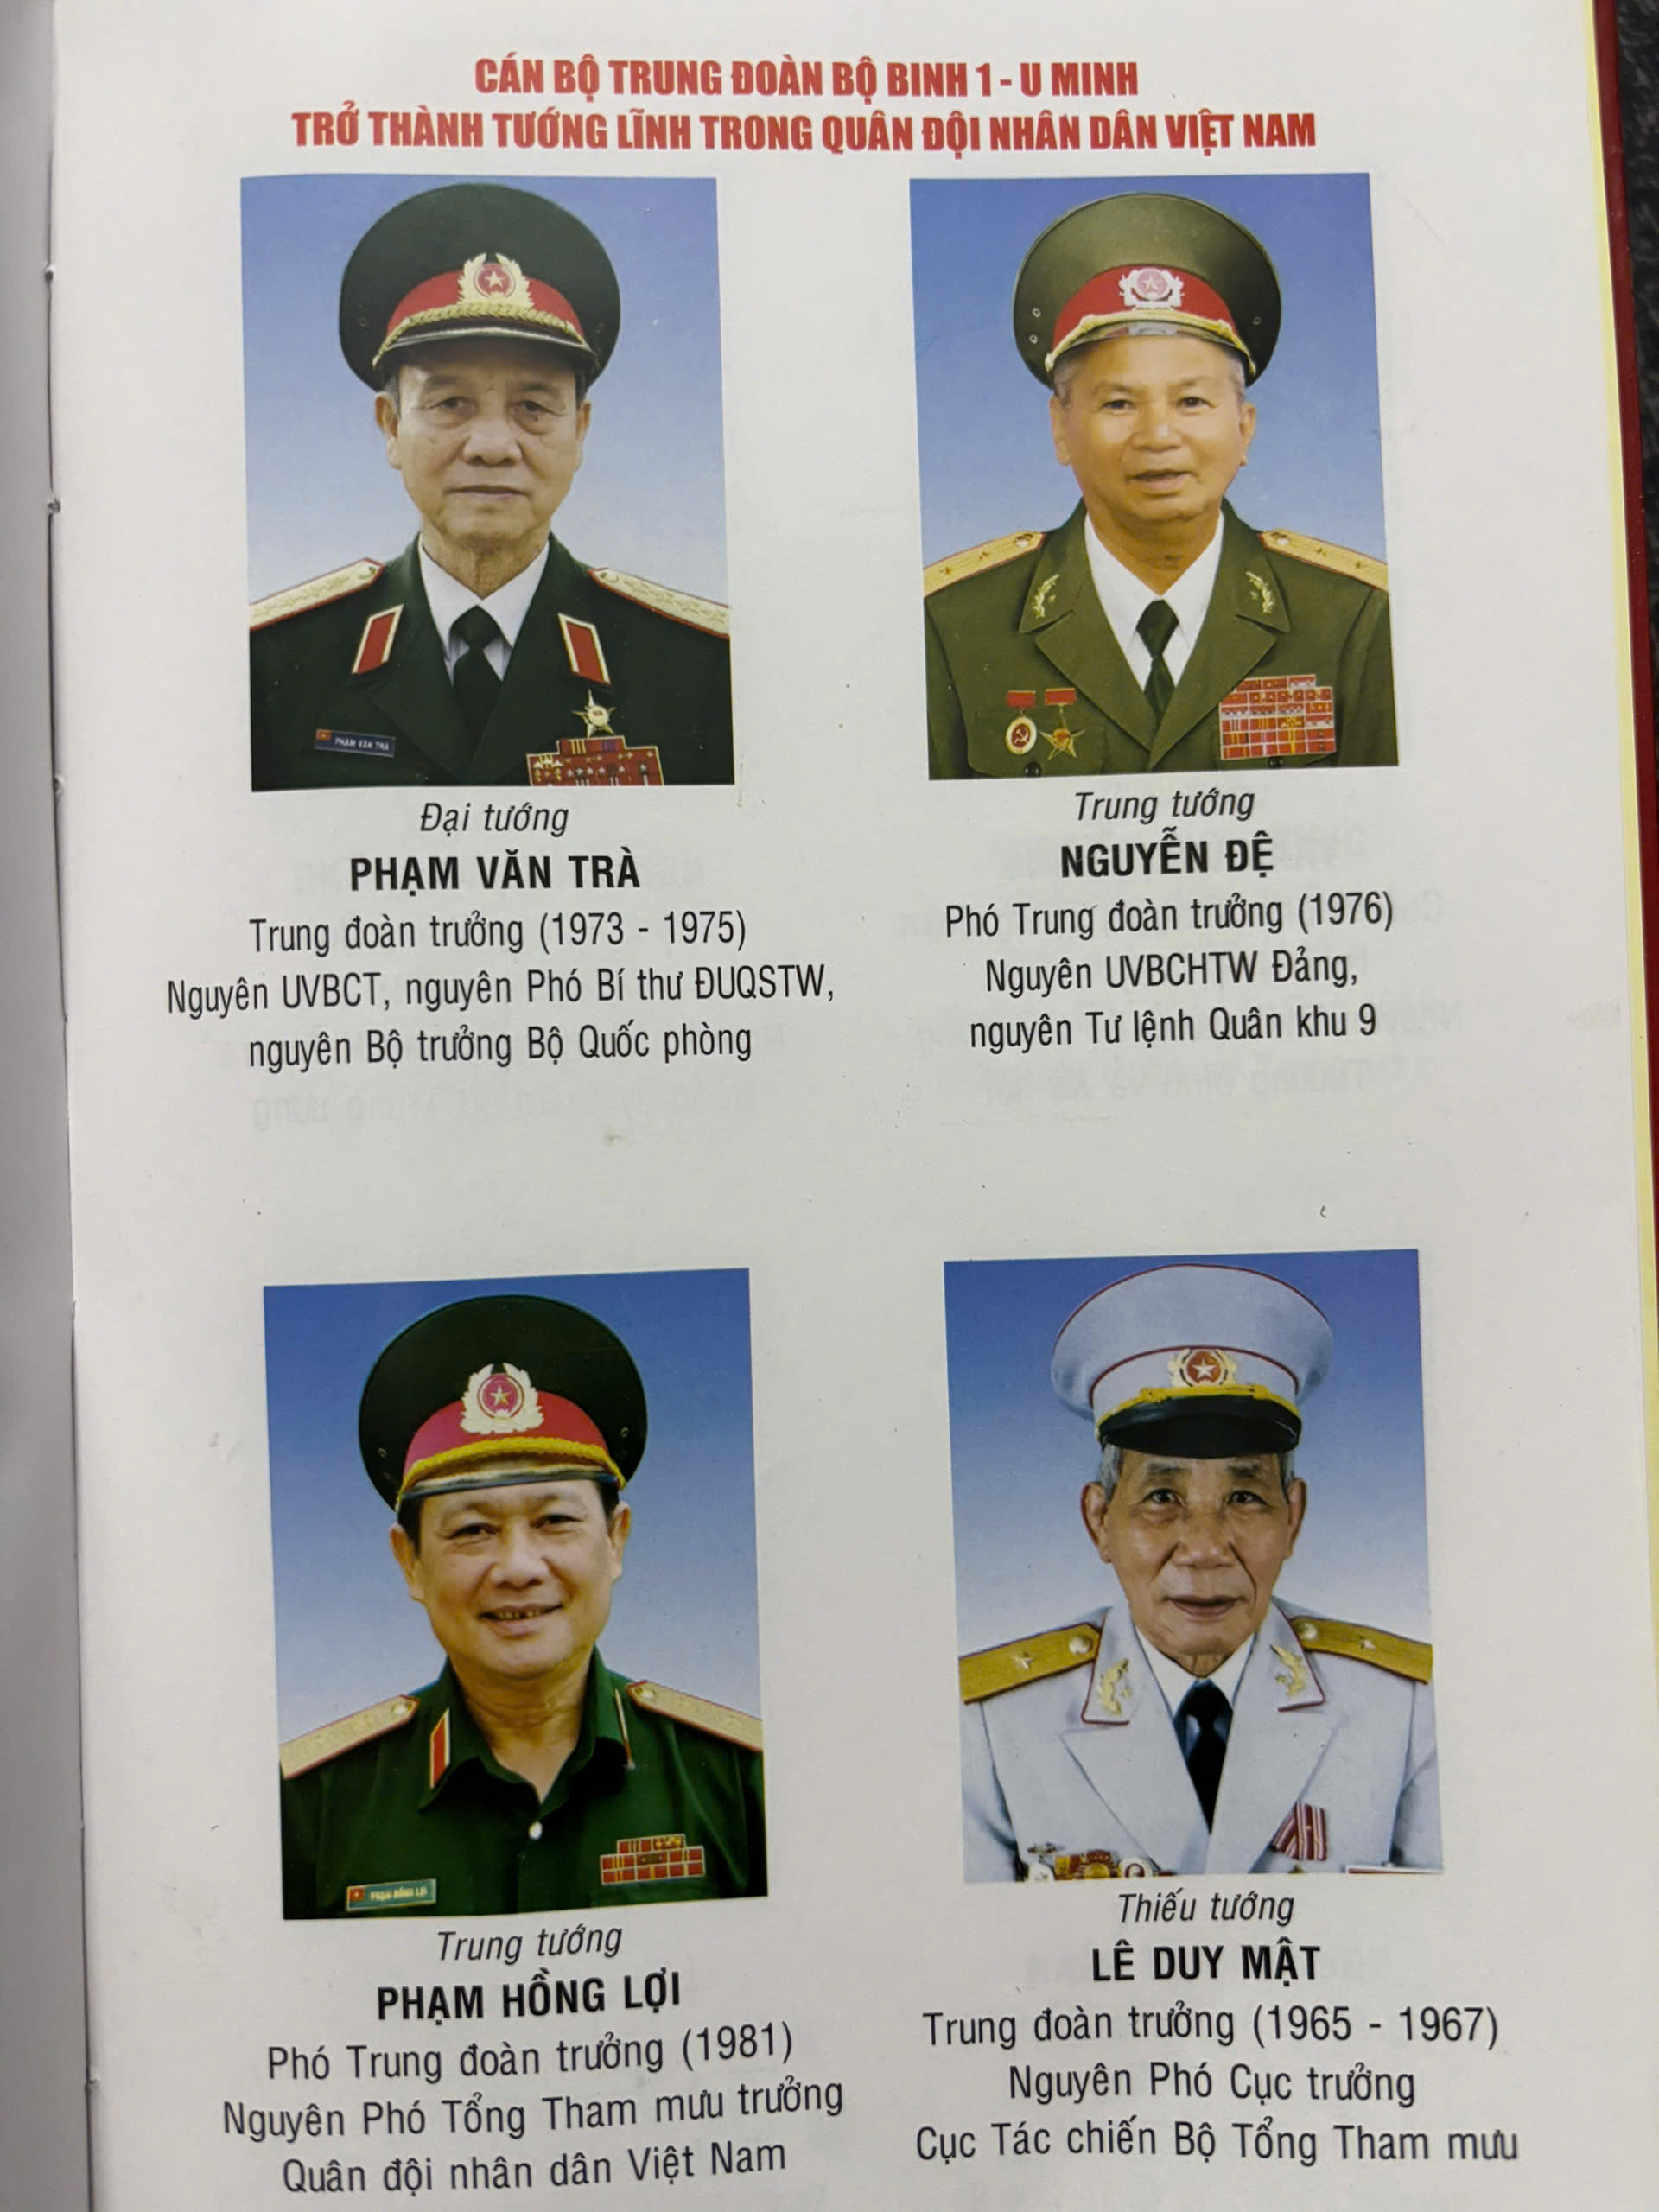 CÁN BỘ TRUNG ĐOÀN BỘ BINH 1 - U MINH
TRỞ THÀNH TƯỚNG LĨNH TRONG QUÂN ĐỘI NHÂN DÂN VIỆT NAM
PHẠM VĂN TRÀ
Đại tướng
PHẠM VĂN TRÀ
Trung đoàn trưởng (1973 - 1975)
Nguyên UVBCT, nguyên Phó Bí thư ĐUQSTW,
nguyên Bộ trưởng Bộ Quốc phòng
Trung tướng
NGUYỄN ĐỆ
Phó Trung đoàn trưởng (1976)
Nguyên UVBCHTW Đảng,
nguyên Tư lệnh Quân khu 9
PHẠM HỒNG LỢI
Trung tướng
PHẠM HỒNG LỢI
Phó Trung đoàn trưởng (1981)
Nguyên Phó Tổng Tham mưu trưởng
Quân đội nhân dân Việt Nam
Thiếu tướng
LÊ DUY MẬT
Trung đoàn trưởng (1965 - 1967)
Nguyên Phó Cục trưởng
Cục Tác chiến Bộ Tổng Tham mưu